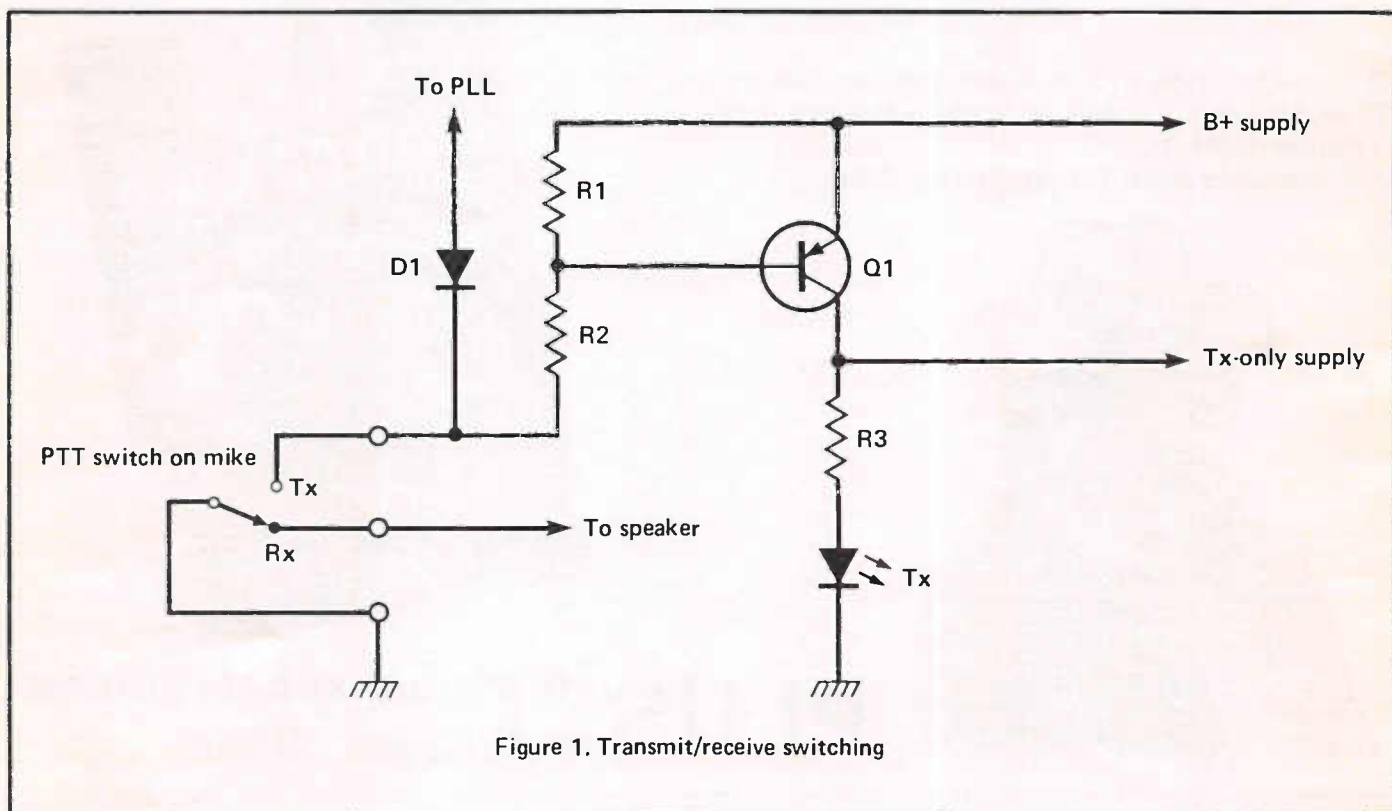 To PLL
B+ supply
R1
D1
Q1
R2
Tx-only supply
R3
PTT switch on mike
Tx
To speaker
Rx
Tx
Figure 1. Transmit/receive switching